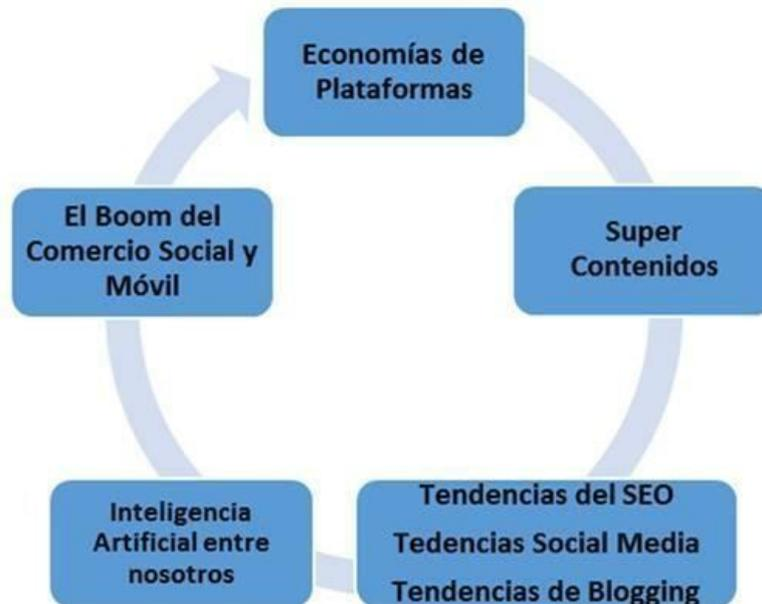 Economías de
Plataformas
Super
Contenidos
Tendencias del SEO
Tedencias Social Media
Tendencias de Blogging
Inteligencia
Artificial entre
nosotros
El Boom del
Comercio Social y
Móvil